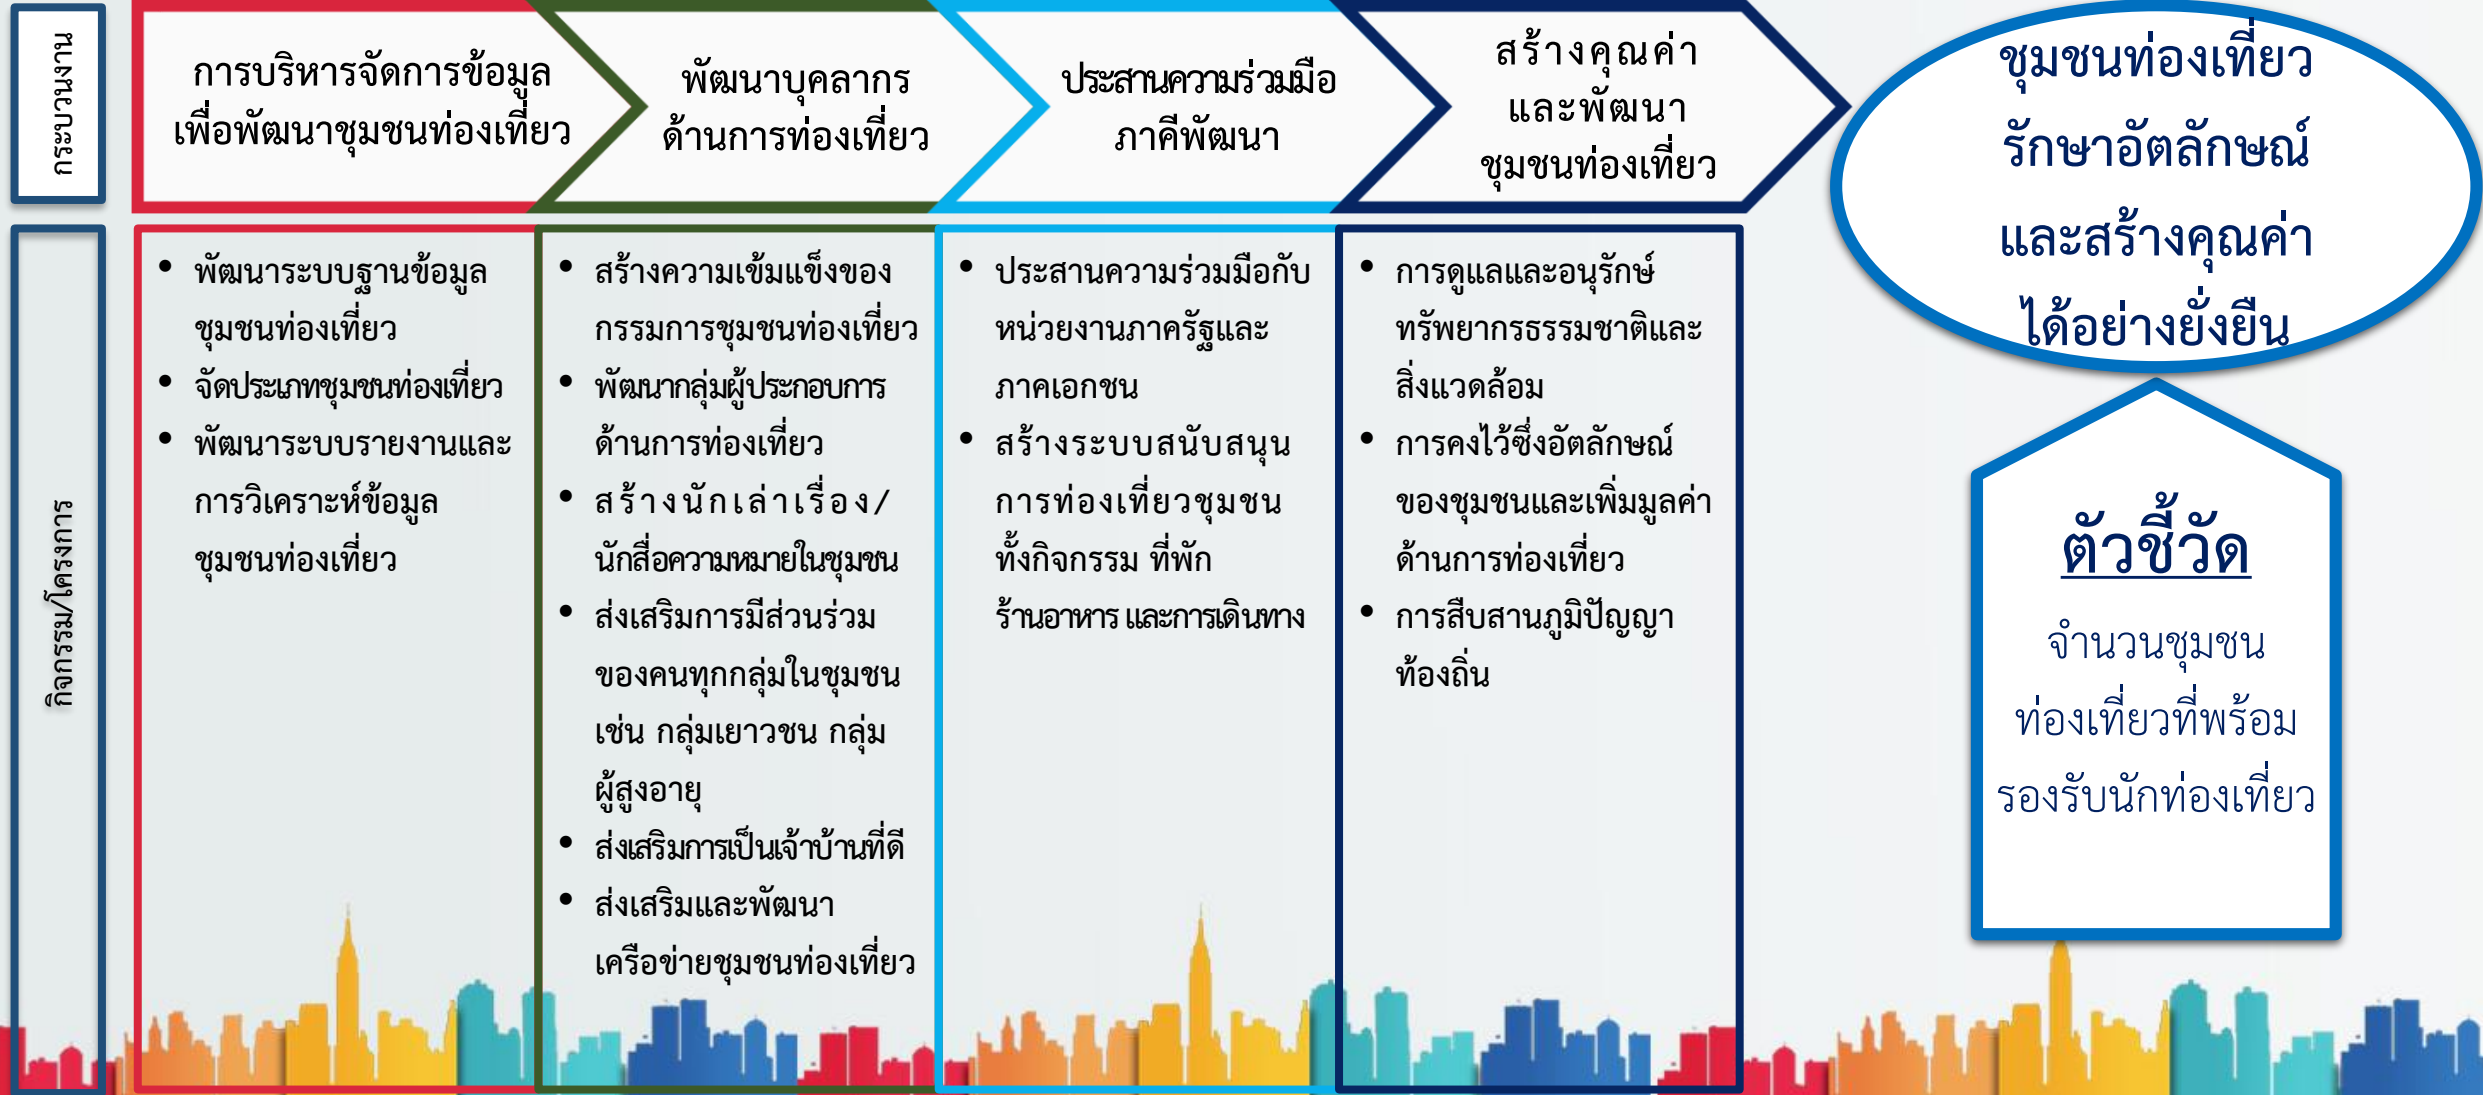 กระบวนงาน
การบริหารจัดการข้อมูล
เพื่อพัฒนาชุมชนท่องเที่ยว
พัฒนาบุคลากร
ด้านการท่องเที่ยว
ประสานความร่วมมือ
ภาคีพัฒนา
สร้างคุณค่า
และพัฒนา
ชุมชนท่องเที่ยว
ชุมชนท่องเที่ยว
รักษาอัตลักษณ์
และสร้างคุณค่า
ได้อย่างยั่งยืน
กิจกรรม/โครงการ
• พัฒนาระบบฐานข้อมูล
ชุมชนท่องเที่ยว
• จัดประเภทชุมชนท่องเที่ยว
• พัฒนาระบบรายงานและ
การวิเคราะห์ข้อมูล
ชุมชนท่องเที่ยว
• สร้างความเข้มแข็งของ
กรรมการชุมชนท่องเที่ยว
• พัฒนากลุ่มผู้ประกอบการ
ด้านการท่องเที่ยว
• สร้างนักเล่าเรื่อง/
นักสื่อความหมายในชุมชน
• ส่งเสริมการมีส่วนร่วม
ของคนทุกกลุ่มในชุมชน
เช่น กลุ่มเยาวชน กลุ่ม
ผู้สูงอายุ
• ส่งเสริมการเป็นเจ้าบ้านที่ดี
• ส่งเสริมและพัฒนา
เครือข่ายชุมชนท่องเที่ยว
• ประสานความร่วมมือกับ
หน่วยงานภาครัฐและ
ภาคเอกชน
• สร้างระบบสนับสนุน
การท่องเที่ยวชุมชน
ทั้งกิจกรรม ที่พัก
ร้านอาหาร และการเดินทาง
• การดูแลและอนุรักษ์
ทรัพยากรธรรมชาติและ
สิ่งแวดล้อม
• การคงไว้ซึ่งอัตลักษณ์
ของชุมชนและเพิ่มมูลค่า
ด้านการท่องเที่ยว
• การสืบสานภูมิปัญญา
ท้องถิ่น
ตัวชี้วัด
จำนวนชุมชน
ท่องเที่ยวที่พร้อม
รองรับนักท่องเที่ยว